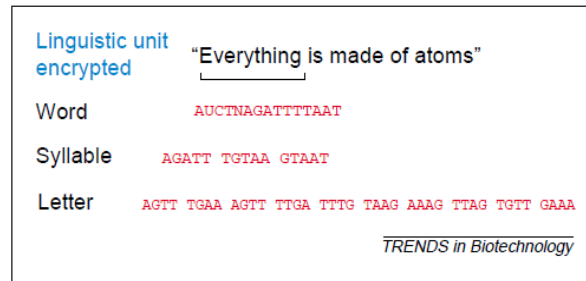 Linguistic unit encrypted "Everything is made of atoms"
Word AUCTNAGATTTTAAT
Syllable AGATT TGTAA GTAAT
Letter AGTT TGAA AGTT TTGA TTTG TAAG AAAG TTAG TGTT GAAA
TRENDS in Biotechnology